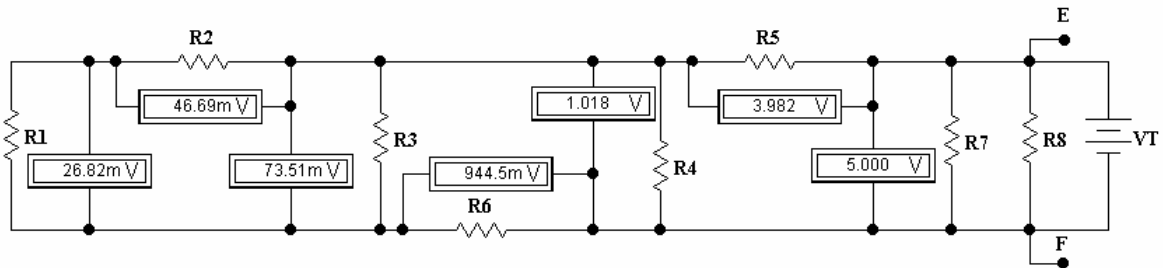 E
R2
R5
46.69m V
1.018 V
3.982 V
R1
R3
R7
R8
VT
26.82m V
73.51m V
944.5m V
R4
5.000 V
R6
F